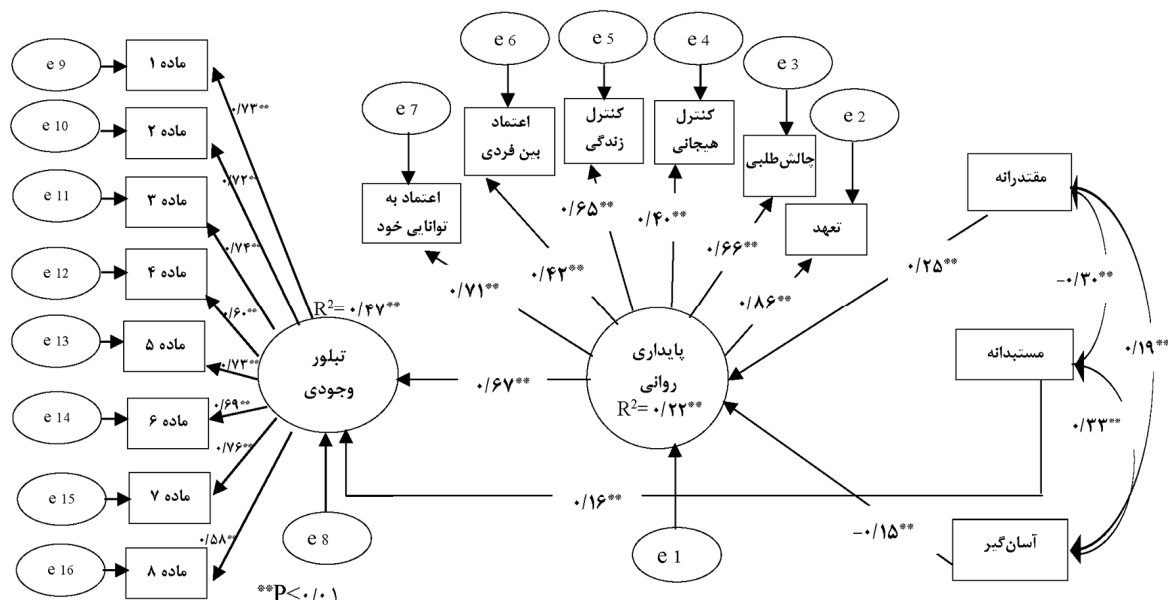 e 9
ماده ۱
e 10
ماده ۲
e 11
ماده ۳
e 12
ماده ۴
e 13
ماده ۵
e 14
ماده ۶
e 15
ماده ۷
e 16
ماده ۸
۰/۷۳**
۰/۷۲**
۰/۷۴**
۰/۶۰**
۰/۷۳**
۰/۶۹**
۰/۷۶**
۰/۵۸**
R²= ۰/۴۷**
تبلور
وجودی
e 8
**P<۰/۰۱
۰/۶۷**
e 7
اعتماد به
توانایی خود
e 6
اعتماد
بین فردی
e 5
کنترل
زندگی
e 4
کنترل
هیجانی
e 3
چالش‌طلبی
e 2
تعهد
۰/۷۱**
۰/۴۲**
۰/۶۵**
۰/۴۰**
۰/۶۶**
۰/۸۶**
پایداری
روانی
R²= ۰/۲۲**
e 1
مقتدرانه
۰/۲۵**
−۰/۳۰**
۰/۱۹**
مستبدانه
۰/۳۳**
۰/۱۶**
−۰/۱۵**
آسان‌گیر